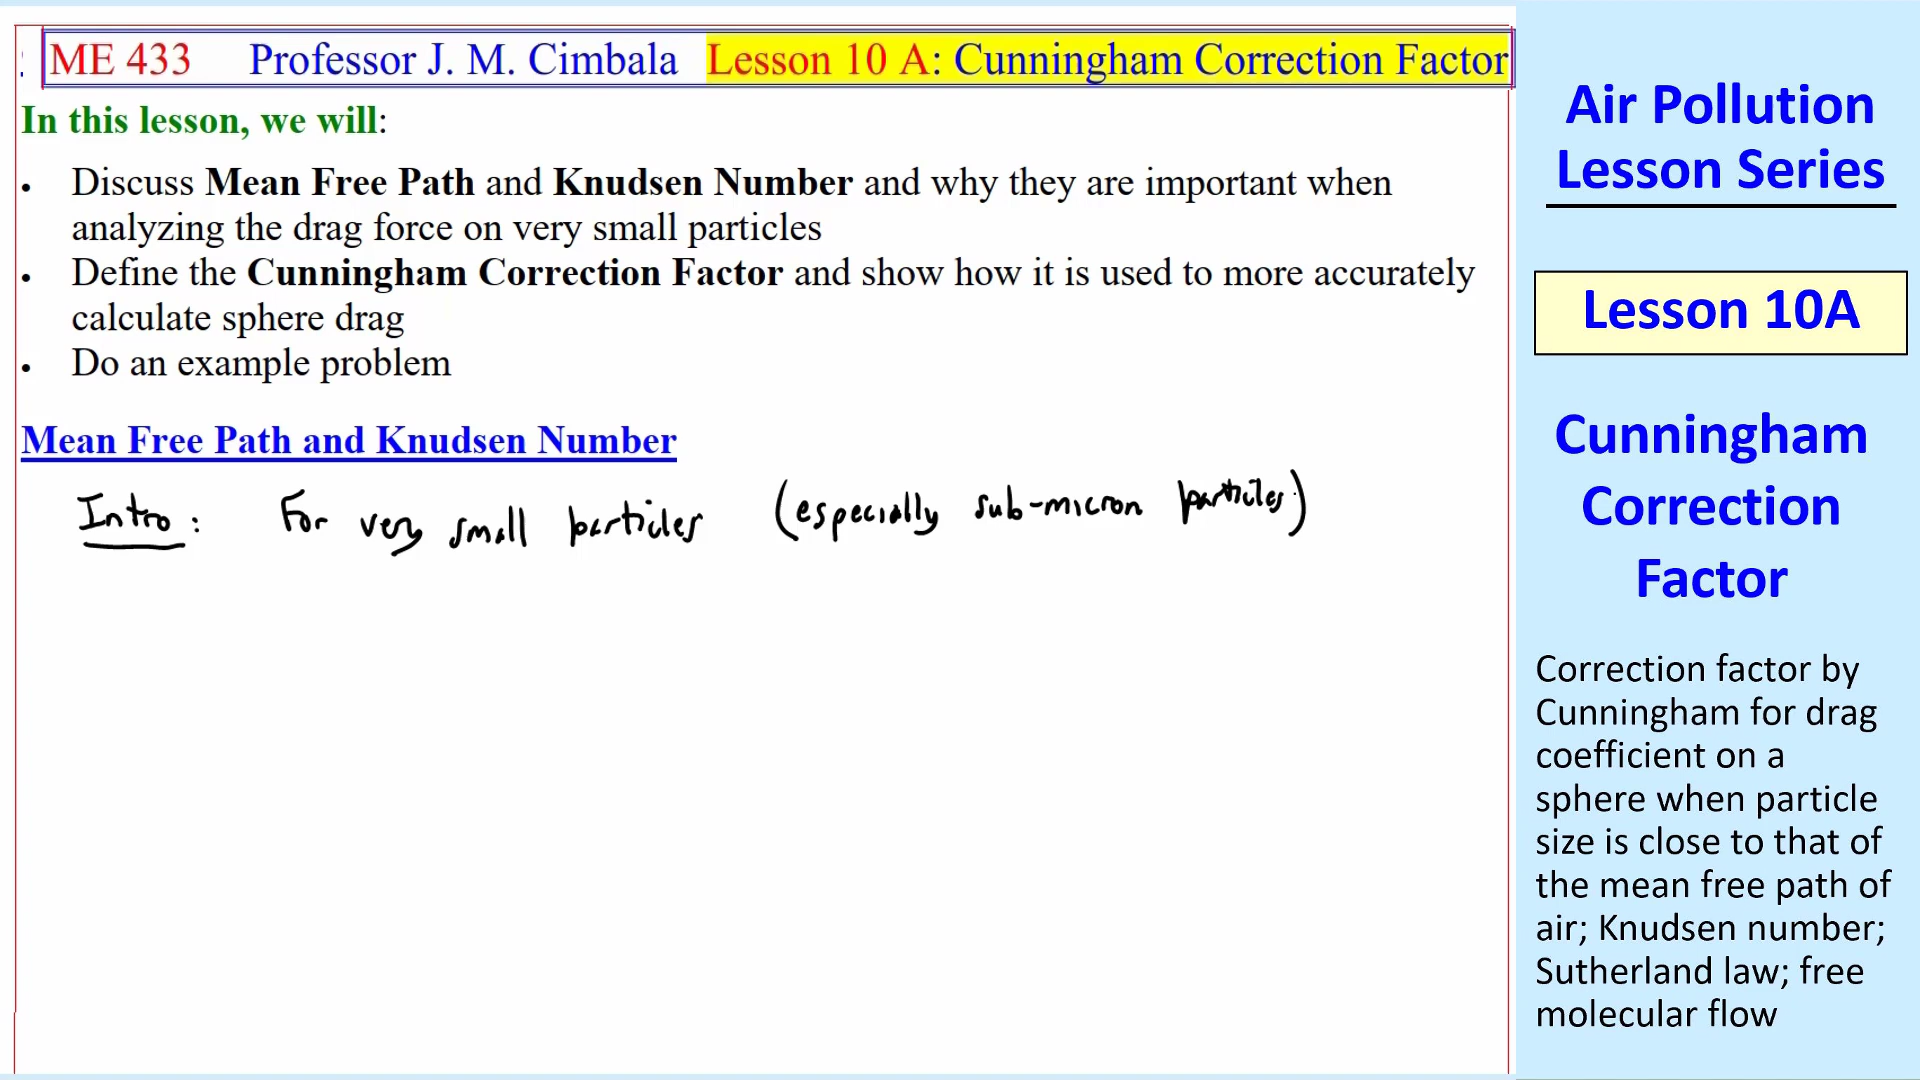 ME 433 Professor J. M. Cimbala Lesson 10 A: Cunningham Correction Factor
In this lesson, we will:
• Discuss Mean Free Path and Knudsen Number and why they are important when
analyzing the drag force on very small particles
• Define the Cunningham Correction Factor and show how it is used to more accurately
calculate sphere drag
• Do an example problem
Mean Free Path and Knudsen Number
Intro: For very small particles (especially sub-micron particles)
Air Pollution
Lesson Series
Lesson 10A
Cunningham
Correction
Factor
Correction factor by
Cunningham for drag
coefficient on a
sphere when particle
size is close to that of
the mean free path of
air; Knudsen number;
Sutherland law; free
molecular flow